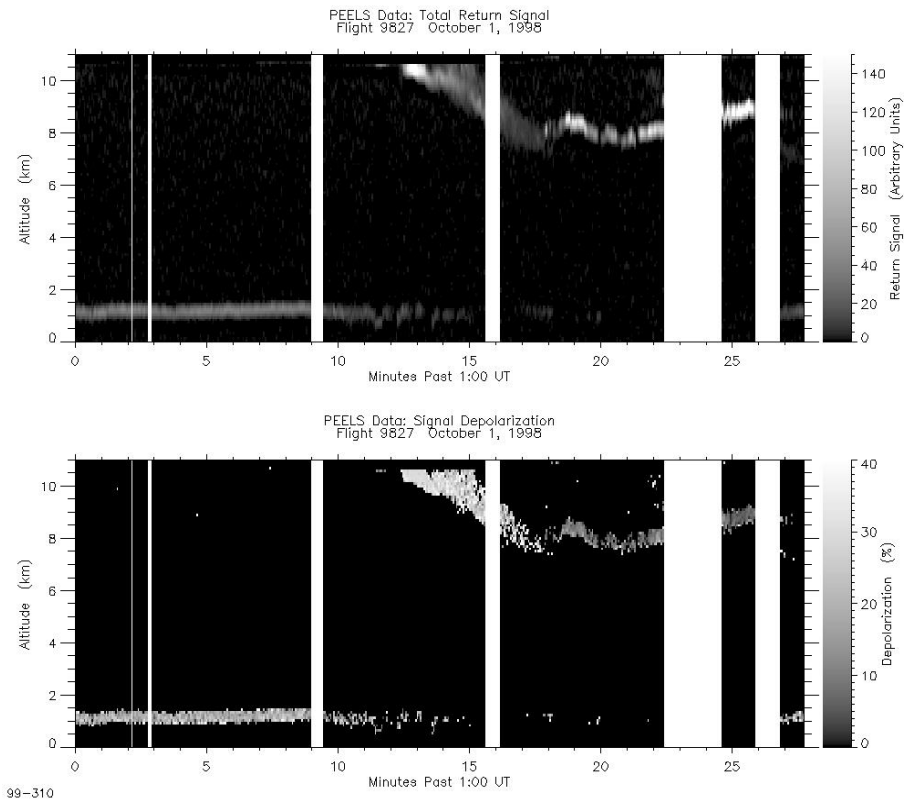 PEELS Data: Total Return Signal
Flight 9827 October 1, 1998
10
8
6
4
2
0
Altitude (km)
0 5 10 15 20 25
Minutes Past 1:00 UT
140
120
100
80
60
40
20
0
Return Signal (Arbitrary Units)
PEELS Data: Signal Depolarization
Flight 9827 October 1, 1998
10
8
6
4
2
0
Altitude (km)
0 5 10 15 20 25
Minutes Past 1:00 UT
40
30
20
10
0
Depolarization (%)
99-310